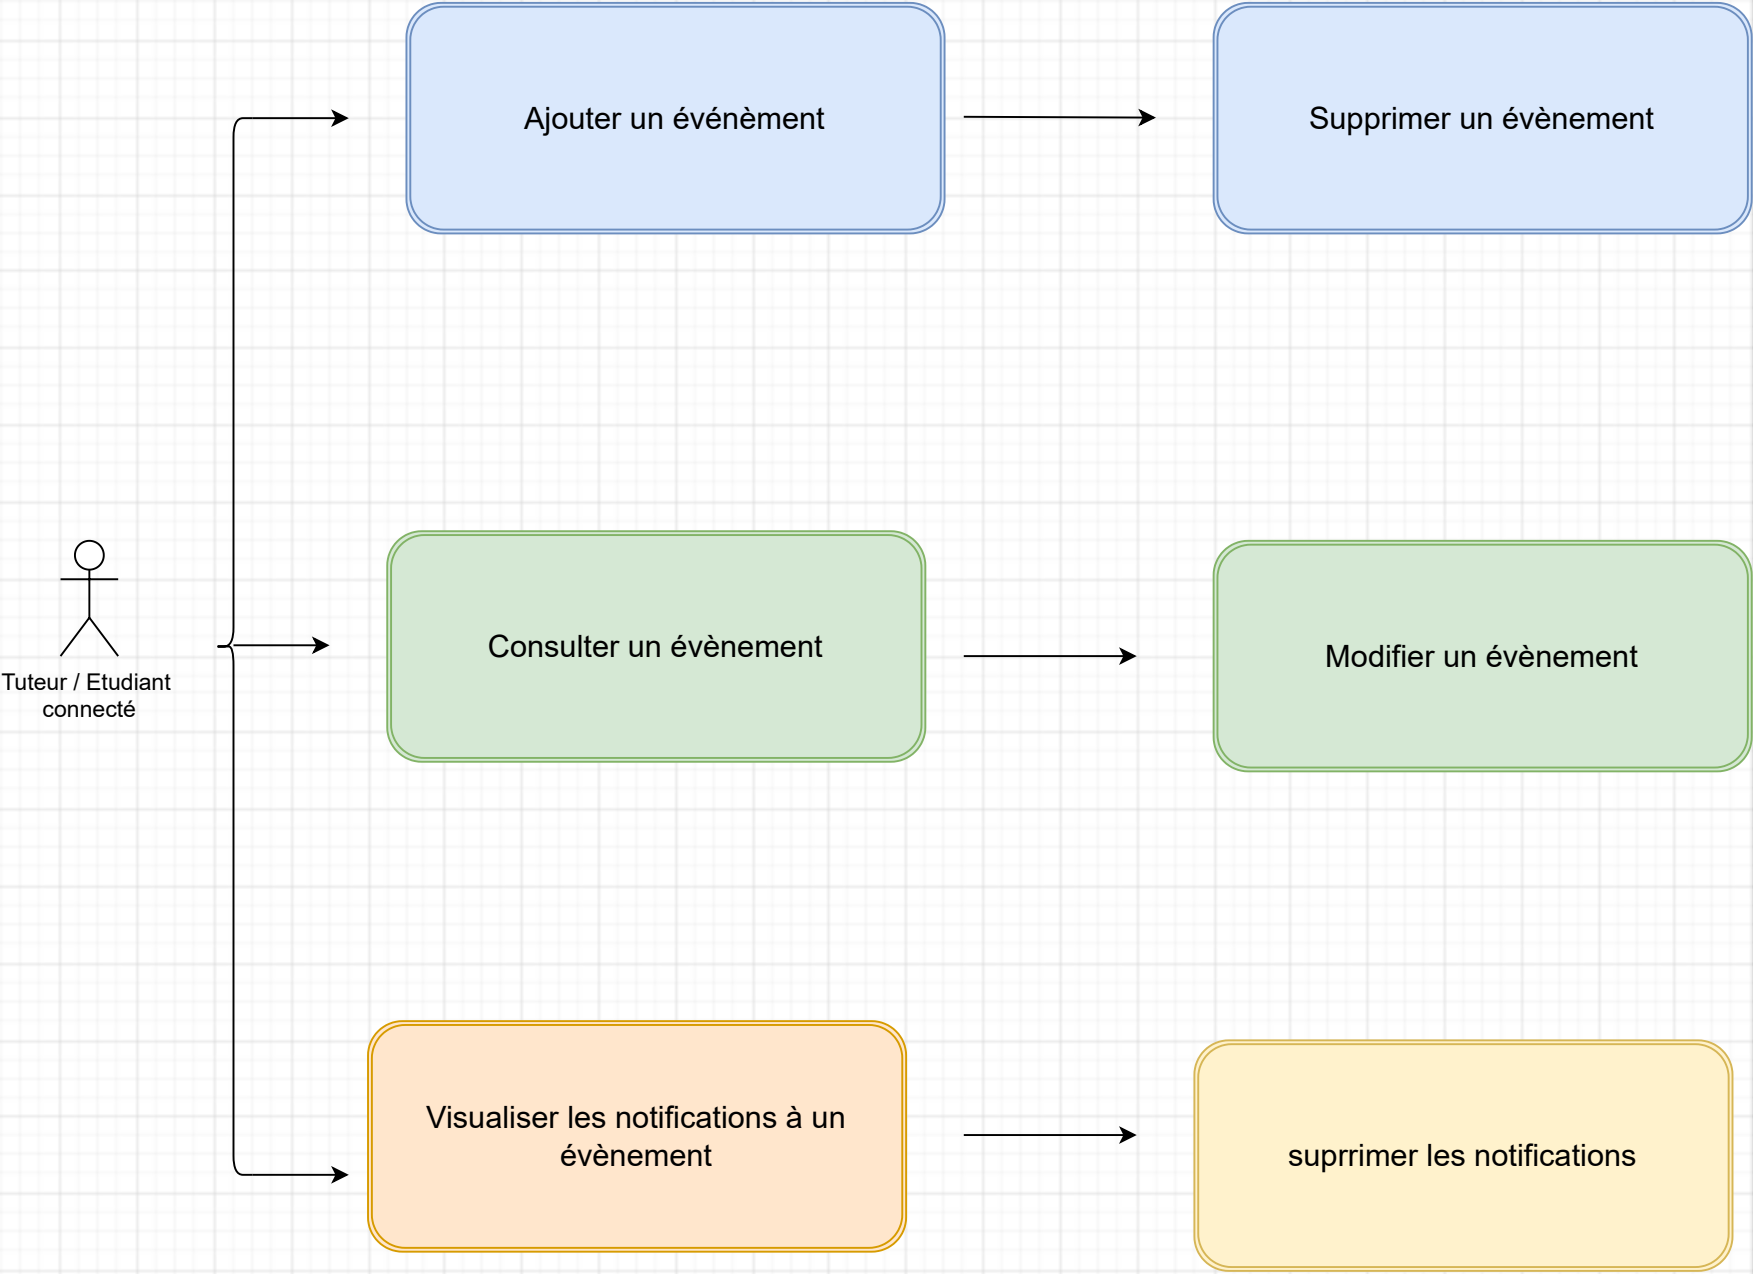 Ajouter un événèment
Supprimer un évènement
Tuteur / Etudiant
connecté
Consulter un évènement
Modifier un évènement
Visualiser les notifications à un
évènement
suprrimer les notifications